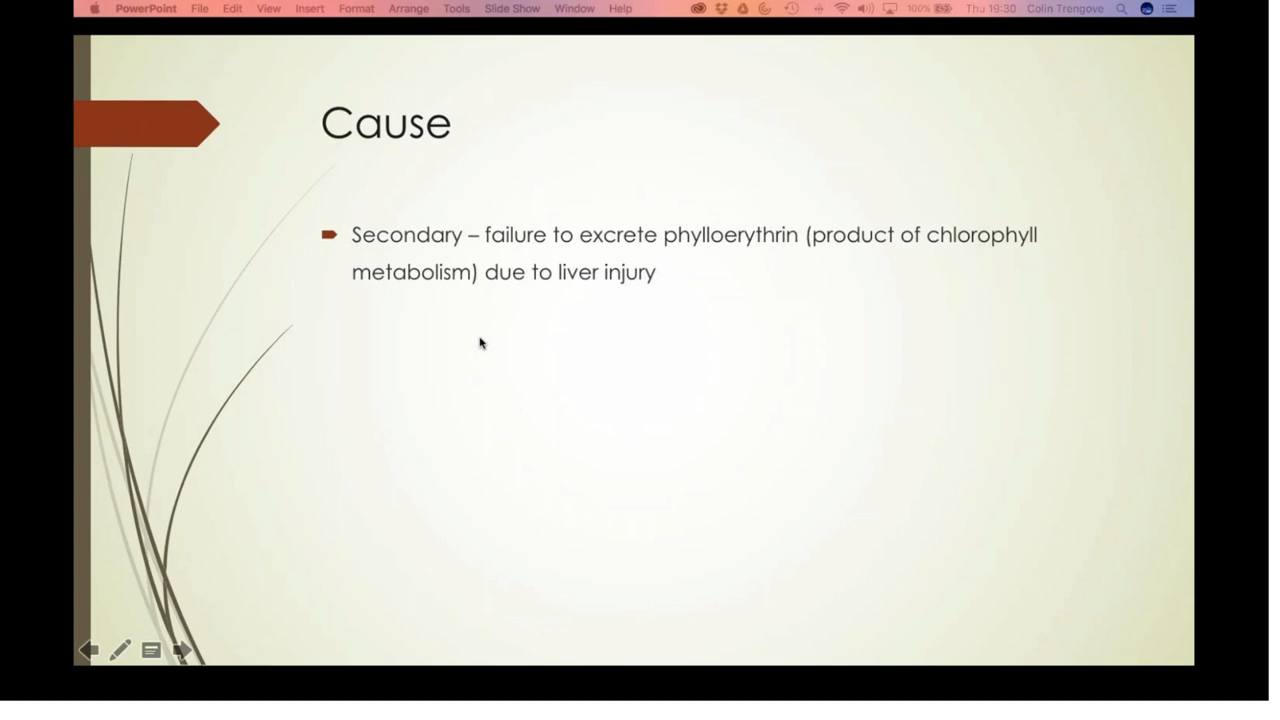 PowerPoint File Edit View Insert Format Arrange Tools Slide Show Window Help 100% Thu 19:30 Colin Trengove
Cause
Secondary – failure to excrete phylloerythrin (product of chlorophyll
metabolism) due to liver injury